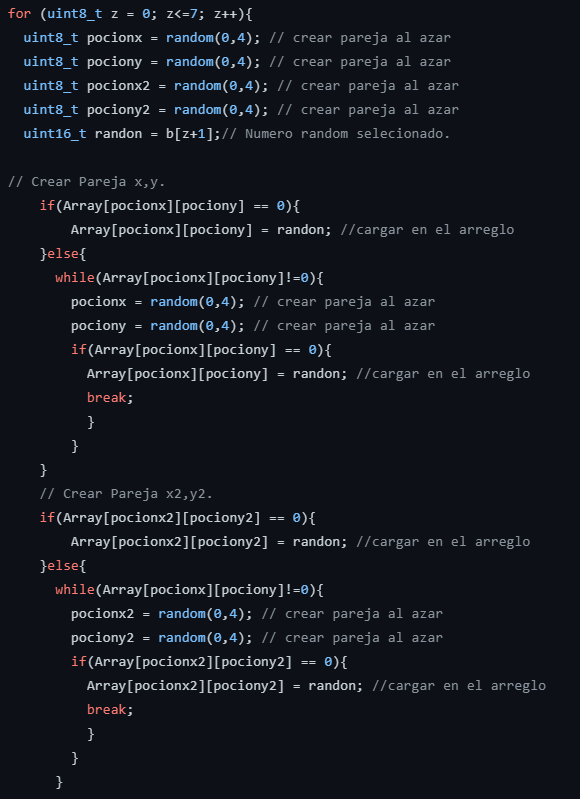 for (uint8_t z = 0; z<=7; z++){
  uint8_t pocionx = random(0,4); // crear pareja al azar
  uint8_t pociony = random(0,4); // crear pareja al azar
  uint8_t pocionx2 = random(0,4); // crear pareja al azar
  uint8_t pociony2 = random(0,4); // crear pareja al azar
  uint16_t randon = b[z+1];// Numero random selecionado.

// Crear Pareja x,y.
    if(Array[pocionx][pociony] == 0){
        Array[pocionx][pociony] = randon; //cargar en el arreglo
    }else{
      while(Array[pocionx][pociony]!=0){
        pocionx = random(0,4); // crear pareja al azar
        pociony = random(0,4); // crear pareja al azar
        if(Array[pocionx][pociony] == 0){
          Array[pocionx][pociony] = randon; //cargar en el arreglo
          break;
          }
        }
    }
    // Crear Pareja x2,y2.
    if(Array[pocionx2][pociony2] == 0){
        Array[pocionx2][pociony2] = randon; //cargar en el arreglo
    }else{
      while(Array[pocionx][pociony]!=0){
        pocionx2 = random(0,4); // crear pareja al azar
        pociony2 = random(0,4); // crear pareja al azar
        if(Array[pocionx2][pociony2] == 0){
          Array[pocionx2][pociony2] = randon; //cargar en el arreglo
          break;
          }
        }
      }